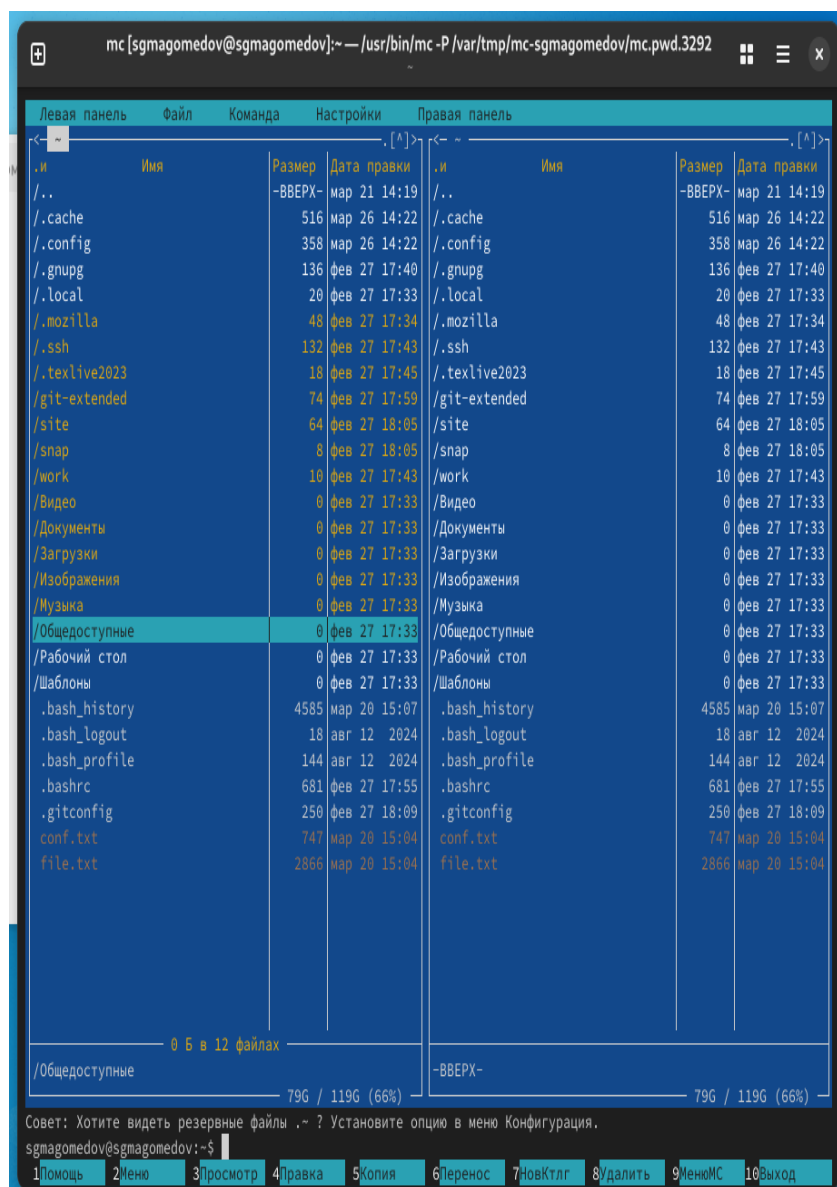 mc [sgmagomedov@sgmagomedov]:~ — /usr/bin/mc -P /var/tmp/mc-sgmagomedov/mc.pwd.3292
~
Левая панель Файл Команда Настройки Правая панель
<- ~ .[^]> <- ~ .[^]>
.и Имя Размер Дата правки .и Имя Размер Дата правки
/.. -ВВЕРХ- мар 21 14:19 /.. -ВВЕРХ- мар 21 14:19
/.cache 516 мар 26 14:22 /.cache 516 мар 26 14:22
/.config 358 мар 26 14:22 /.config 358 мар 26 14:22
/.gnupg 136 фев 27 17:40 /.gnupg 136 фев 27 17:40
/.local 20 фев 27 17:33 /.local 20 фев 27 17:33
/.mozilla 48 фев 27 17:34 /.mozilla 48 фев 27 17:34
/.ssh 132 фев 27 17:43 /.ssh 132 фев 27 17:43
/.texlive2023 18 фев 27 17:45 /.texlive2023 18 фев 27 17:45
/git-extended 74 фев 27 17:59 /git-extended 74 фев 27 17:59
/site 64 фев 27 18:05 /site 64 фев 27 18:05
/snap 8 фев 27 18:05 /snap 8 фев 27 18:05
/work 10 фев 27 17:43 /work 10 фев 27 17:43
/Видео 0 фев 27 17:33 /Видео 0 фев 27 17:33
/Документы 0 фев 27 17:33 /Документы 0 фев 27 17:33
/Загрузки 0 фев 27 17:33 /Загрузки 0 фев 27 17:33
/Изображения 0 фев 27 17:33 /Изображения 0 фев 27 17:33
/Музыка 0 фев 27 17:33 /Музыка 0 фев 27 17:33
/Общедоступные 0 фев 27 17:33 /Общедоступные 0 фев 27 17:33
/Рабочий стол 0 фев 27 17:33 /Рабочий стол 0 фев 27 17:33
/Шаблоны 0 фев 27 17:33 /Шаблоны 0 фев 27 17:33
.bash_history 4585 мар 20 15:07 .bash_history 4585 мар 20 15:07
.bash_logout 18 авг 12 2024 .bash_logout 18 авг 12 2024
.bash_profile 144 авг 12 2024 .bash_profile 144 авг 12 2024
.bashrc 681 фев 27 17:55 .bashrc 681 фев 27 17:55
.gitconfig 250 фев 27 18:09 .gitconfig 250 фев 27 18:09
conf.txt 747 мар 20 15:04 conf.txt 747 мар 20 15:04
file.txt 2866 мар 20 15:04 file.txt 2866 мар 20 15:04
0 Б в 12 файлах
/Общедоступные -ВВЕРХ-
79G / 119G (66%) 79G / 119G (66%)
Совет: Хотите видеть резервные файлы .~ ? Установите опцию в меню Конфигурация.
sgmagomedov@sgmagomedov:~$
1Помощь 2Меню 3Просмотр 4Правка 5Копия 6Перенос 7НовКтлг 8Удалить 9МенюМС 10Выход